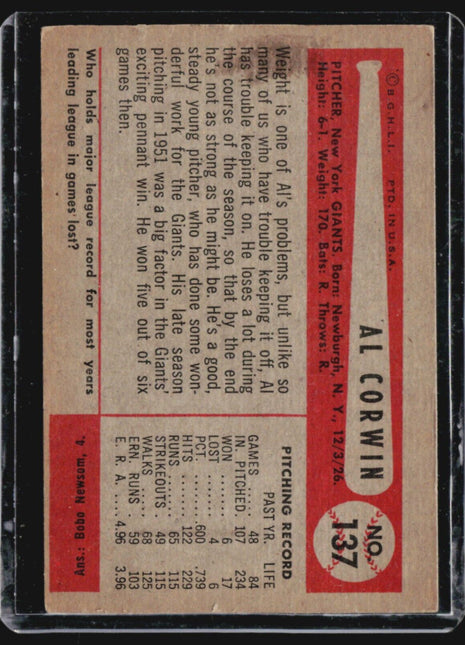 © B.G.H.L.I. PTD. IN U.S.A.
AL CORWIN
NO.
137
PITCHER, New York GIANTS. Born: Newburgh, N. Y., 12/3/26.
Height: 6-1. Weight: 170. Bats: R. Throws: R.
Weight is one of Al's problems, but unlike so
many of us who have trouble keeping it off, Al
has trouble keeping it on. He loses a lot during
the course of the season, so that by the end
he's not as strong as he might be. He's a good,
steady young pitcher, who has done some won-
derful work for the Giants. His late season
pitching in 1951 was a big factor in the Giants'
exciting pennant win. He won five out of six
games then.
PITCHING RECORD
PAST YR. LIFE
GAMES 48 84
IN. PITCHED. 107 234
WON ........ 6 17
LOST ....... 4 6
PCT. ...... .600 .739
HITS ...... 122 229
RUNS ...... 65 115
STRIKEOUTS. 49 115
WALKS ..... 68 125
ERN. RUNS .. 59 103
E. R. A. .... 4.96 3.96
Who holds major league record for most years
leading league in games lost?
Ans: Bobo Newsom, 4.